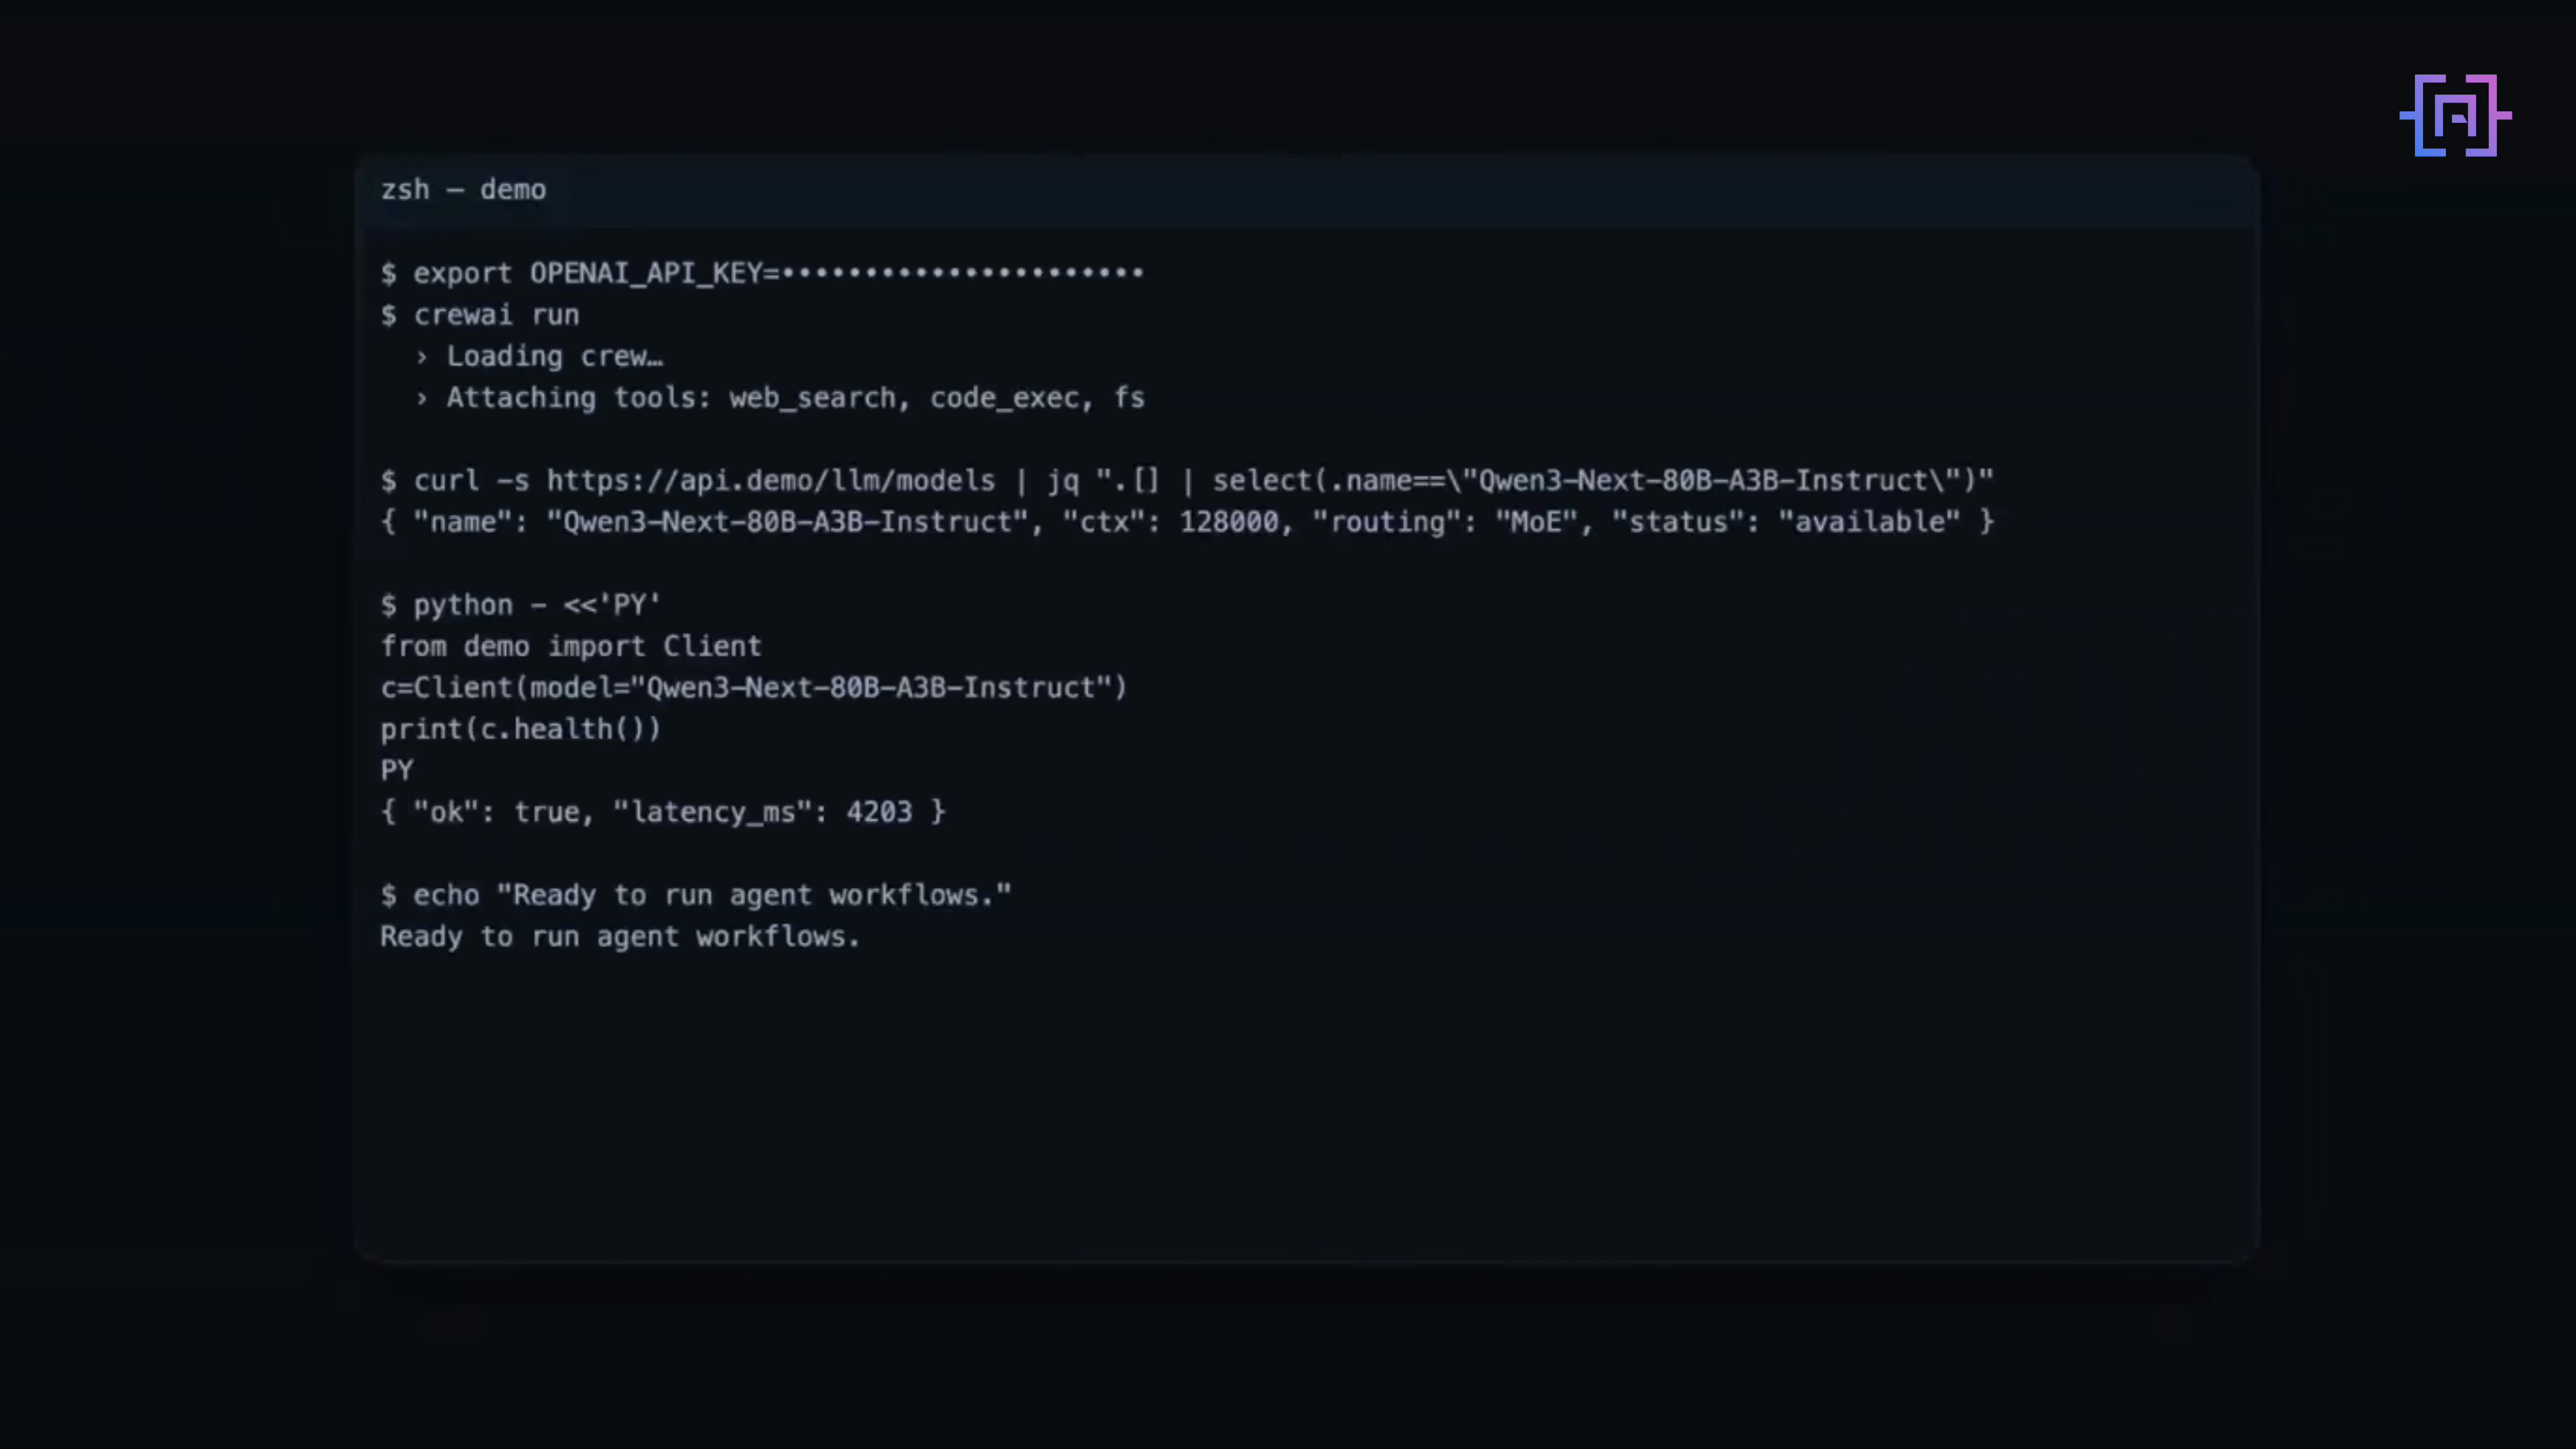 zsh — demo
$ export OPENAI_API_KEY=••••••••••••••••••••••
$ crewai run
  › Loading crew…
  › Attaching tools: web_search, code_exec, fs
$ curl -s https://api.demo/llm/models | jq ".[] | select(.name==\"Qwen3-Next-80B-A3B-Instruct\")"
{ "name": "Qwen3-Next-80B-A3B-Instruct", "ctx": 128000, "routing": "MoE", "status": "available" }
$ python - <<'PY'
from demo import Client
c=Client(model="Qwen3-Next-80B-A3B-Instruct")
print(c.health())
PY
{ "ok": true, "latency_ms": 4203 }
$ echo "Ready to run agent workflows."
Ready to run agent workflows.